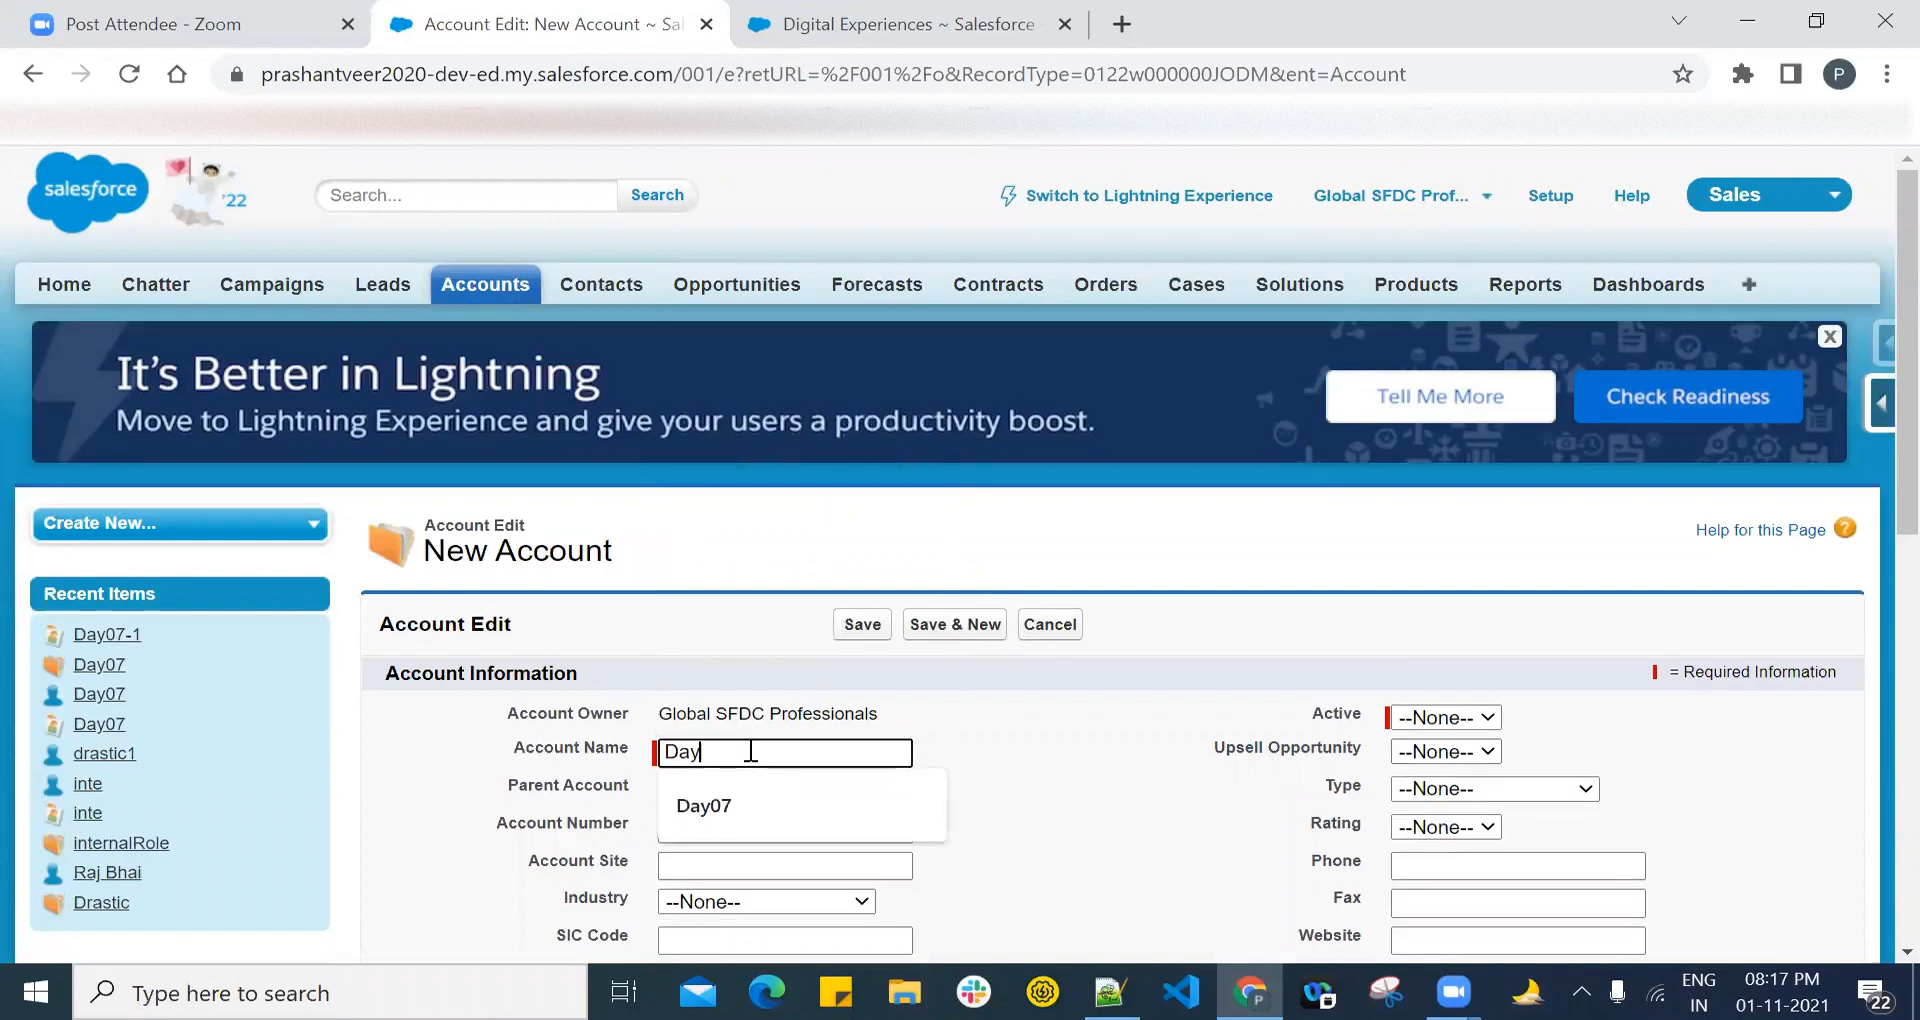 Post Attendee - Zoom
Account Edit: New Account ~ Sal
Digital Experiences ~ Salesforce
prashantveer2020-dev-ed.my.salesforce.com/001/e?retURL=%2F001%2Fo&RecordType=0122w000000JODM&ent=Account
P
salesforce
'22
Search...
Search
Switch to Lightning Experience
Global SFDC Prof...
Setup
Help
Sales
Home
Chatter
Campaigns
Leads
Accounts
Contacts
Opportunities
Forecasts
Contracts
Orders
Cases
Solutions
Products
Reports
Dashboards
It's Better in Lightning
Move to Lightning Experience and give your users a productivity boost.
Tell Me More
Check Readiness
X
Create New...
Recent Items
Day07-1
Day07
Day07
Day07
drastic1
inte
inte
internalRole
Raj Bhai
Drastic
Account Edit
New Account
Help for this Page
?
Account Edit
Save
Save & New
Cancel
Account Information
= Required Information
Account Owner
Global SFDC Professionals
Account Name
Day
Day07
Parent Account
Account Number
Account Site
Industry
--None--
SIC Code
Active
--None--
Upsell Opportunity
--None--
Type
--None--
Rating
--None--
Phone
Fax
Website
Type here to search
P
ENG
IN
08:17 PM
01-11-2021
22